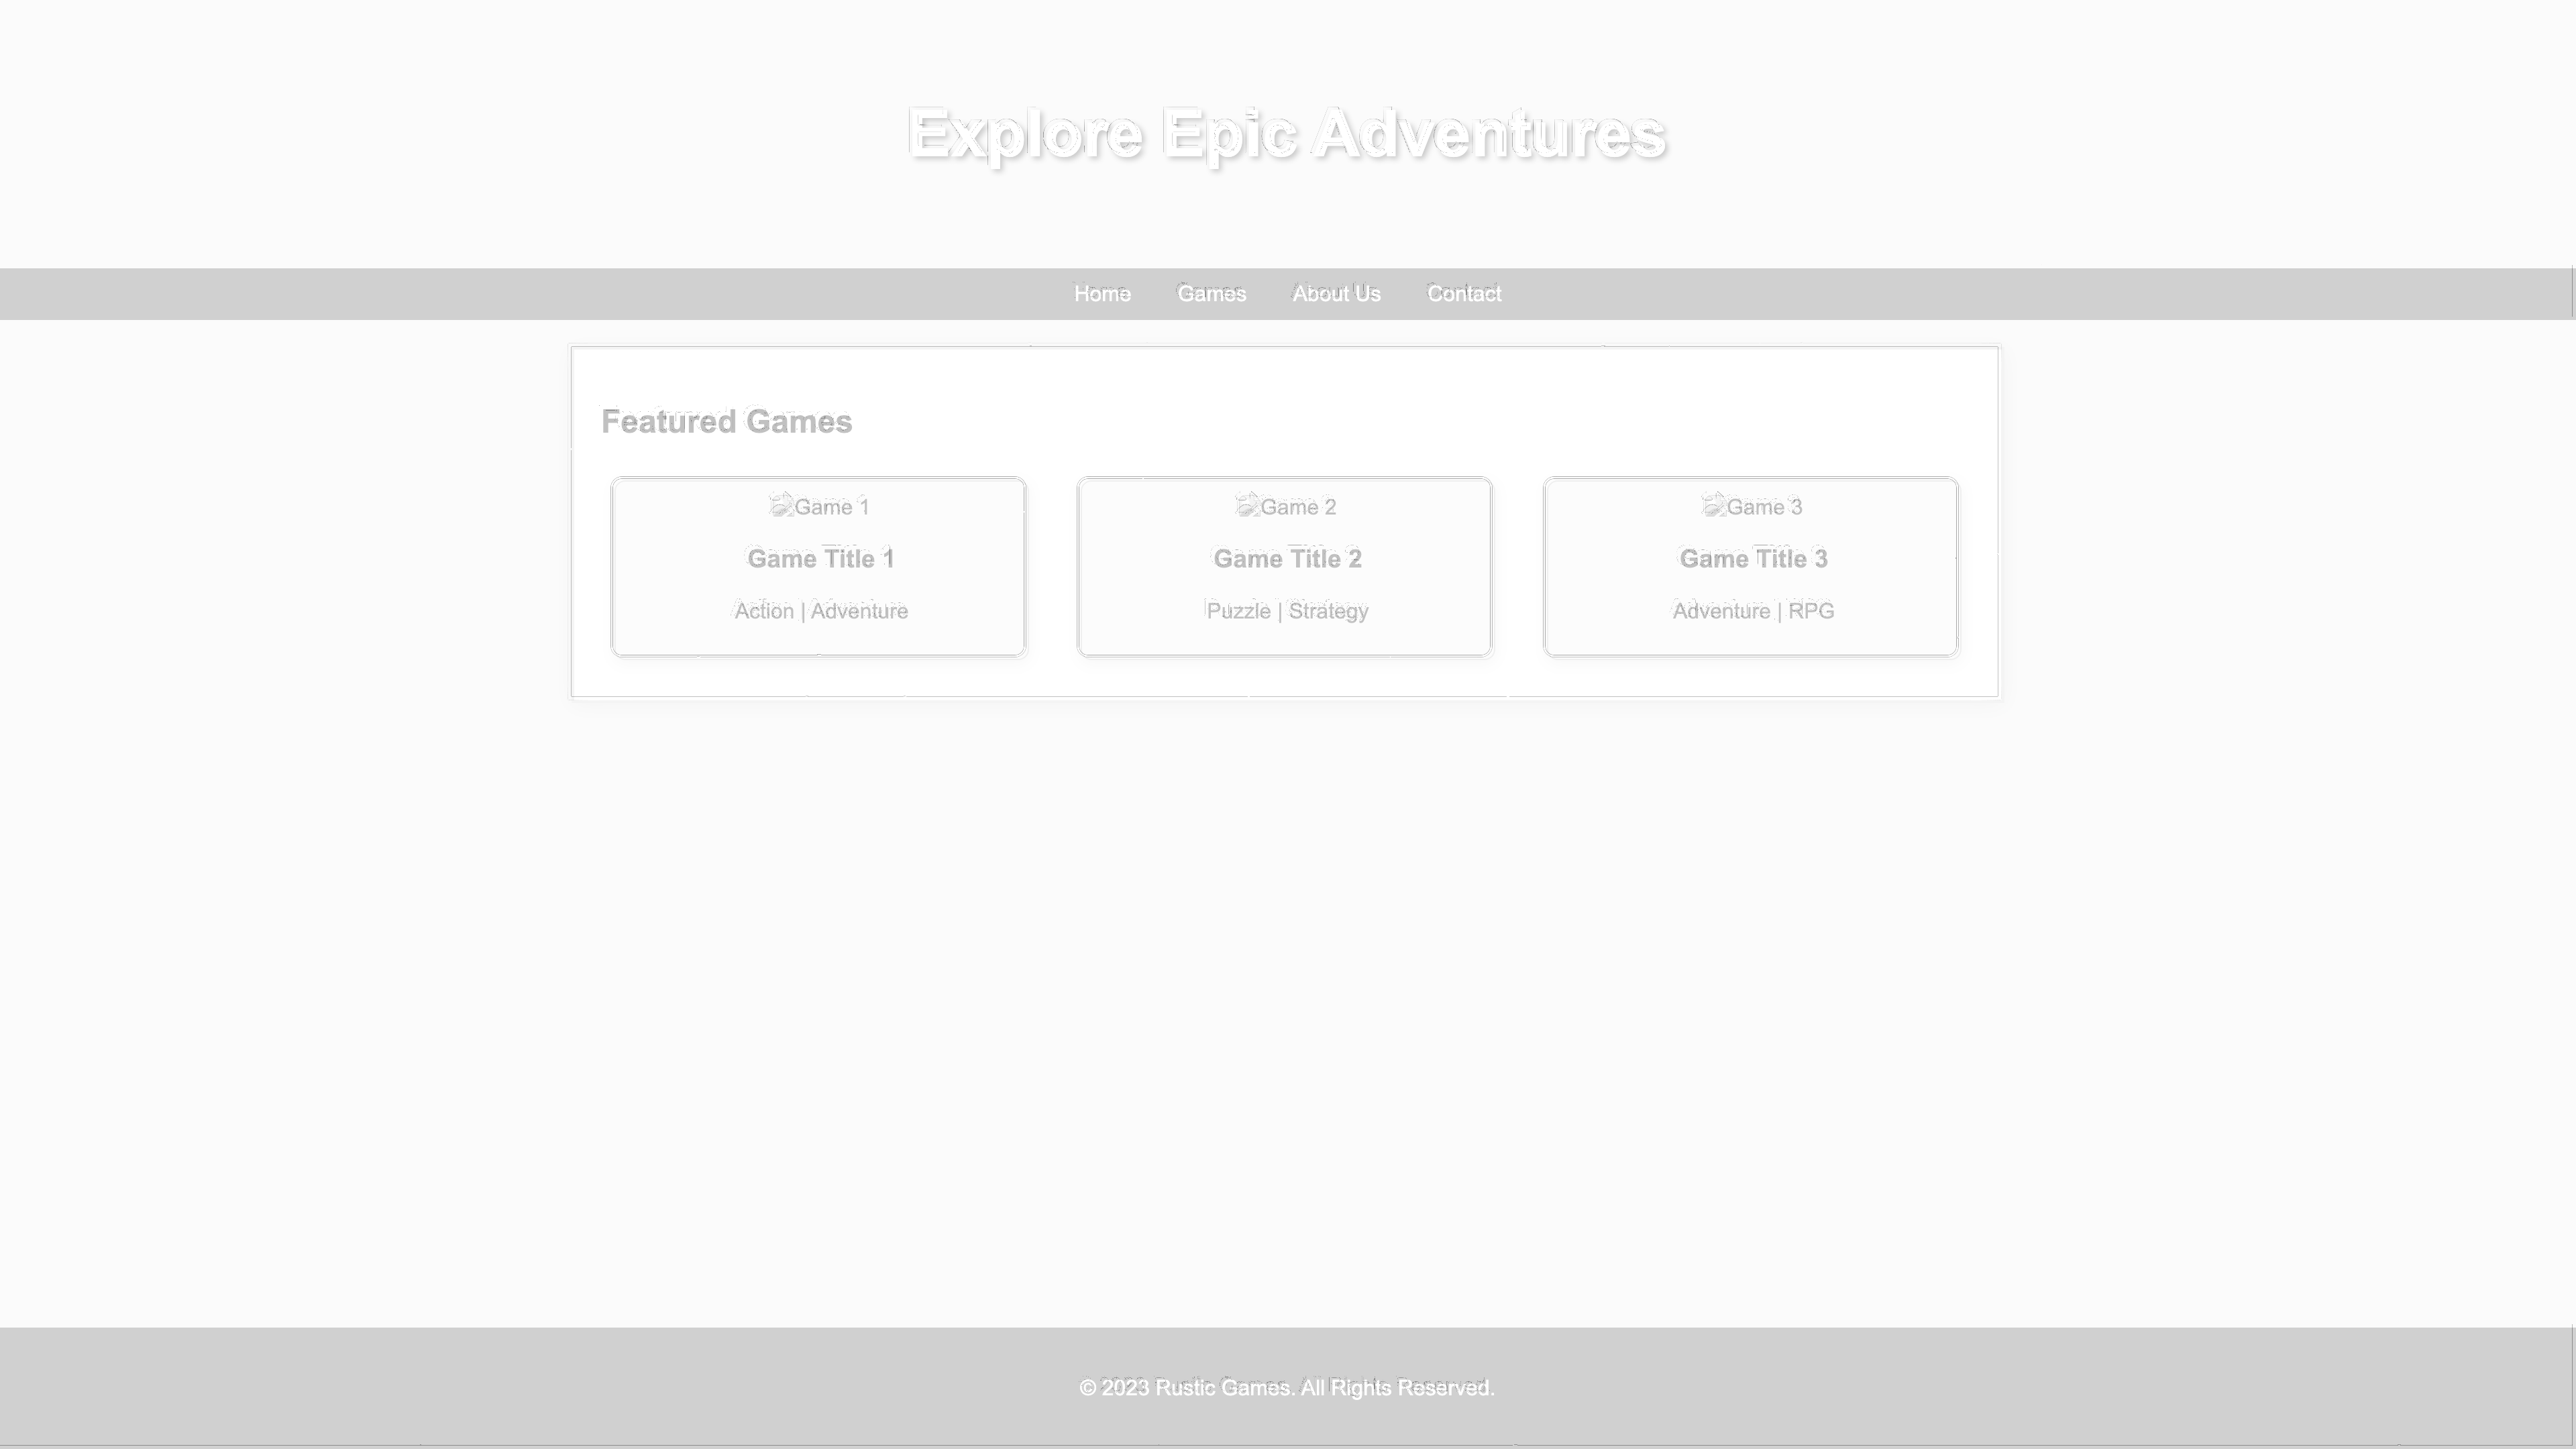 Explore Epic Adventures
Home Games About Us Contact
Featured Games
Game 1 Game 2 Game 3
Game Title 1 Game Title 2 Game Title 3
Action | Adventure Puzzle | Strategy Adventure | RPG
© 2023 Rustic Games. All Rights Reserved.